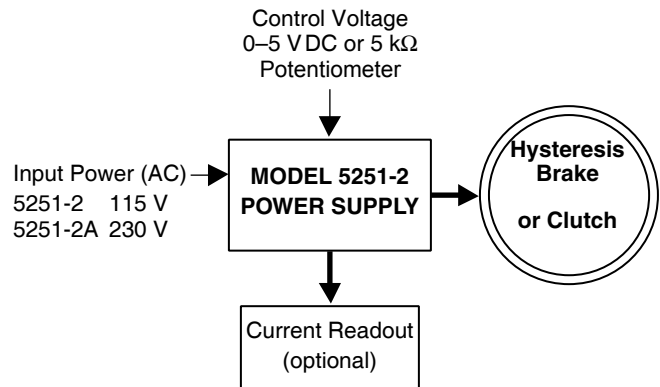 Control Voltage
0–5 VDC or 5 kΩ
Potentiometer
Input Power (AC)
5251-2 115 V
5251-2A 230 V
MODEL 5251-2
POWER SUPPLY
Hysteresis
Brake
or Clutch
Current Readout
(optional)